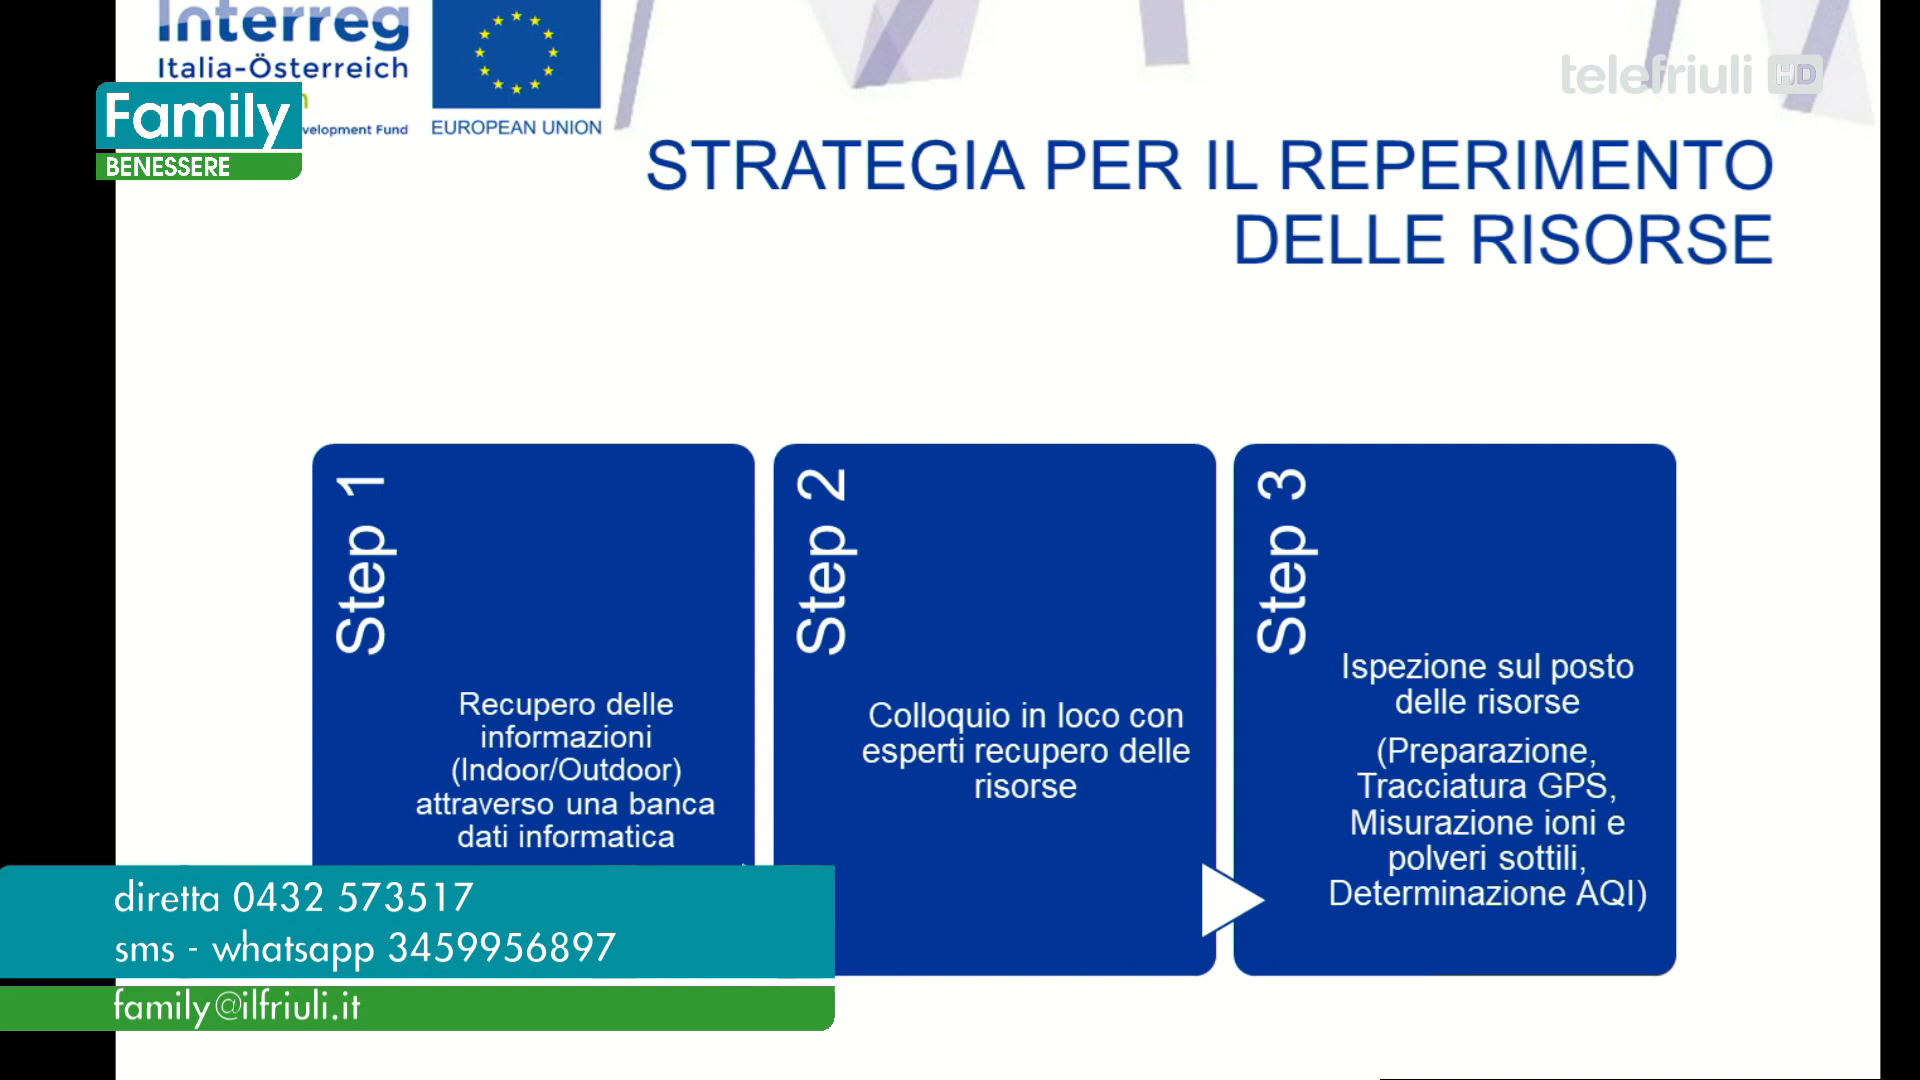 Interreg
Italia-Österreich
velopment Fund
EUROPEAN UNION
Family
BENESSERE
telefriuli HD
STRATEGIA PER IL REPERIMENTO
DELLE RISORSE
Step 1
Recupero delle
informazioni
(Indoor/Outdoor)
attraverso una banca
dati informatica
Step 2
Colloquio in loco con
esperti recupero delle
risorse
Step 3
Ispezione sul posto
delle risorse
(Preparazione,
Tracciatura GPS,
Misurazione ioni e
polveri sottili,
Determinazione AQI)
diretta 0432 573517
sms - whatsapp 3459956897
family@ilfriuli.it